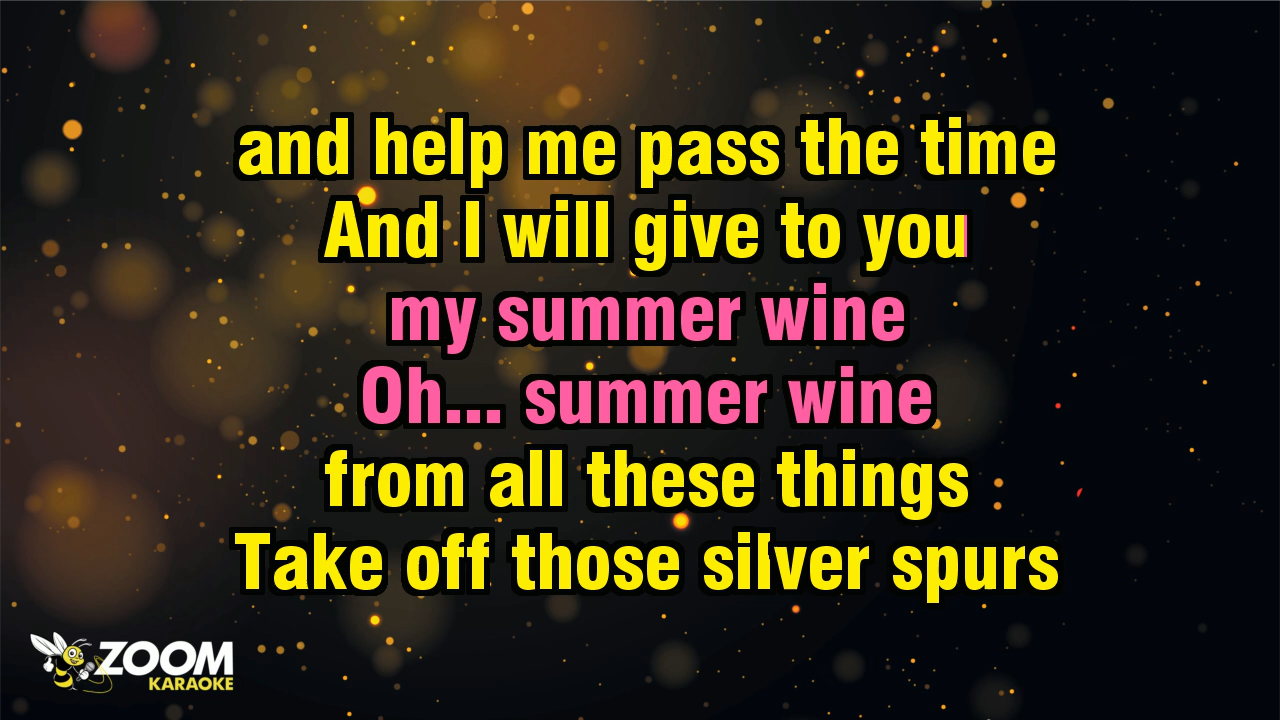 and help me pass the time
And I will give to you
my summer wine
Oh... summer wine
from all these things
Take off those silver spurs
ZOOM
KARAOKE